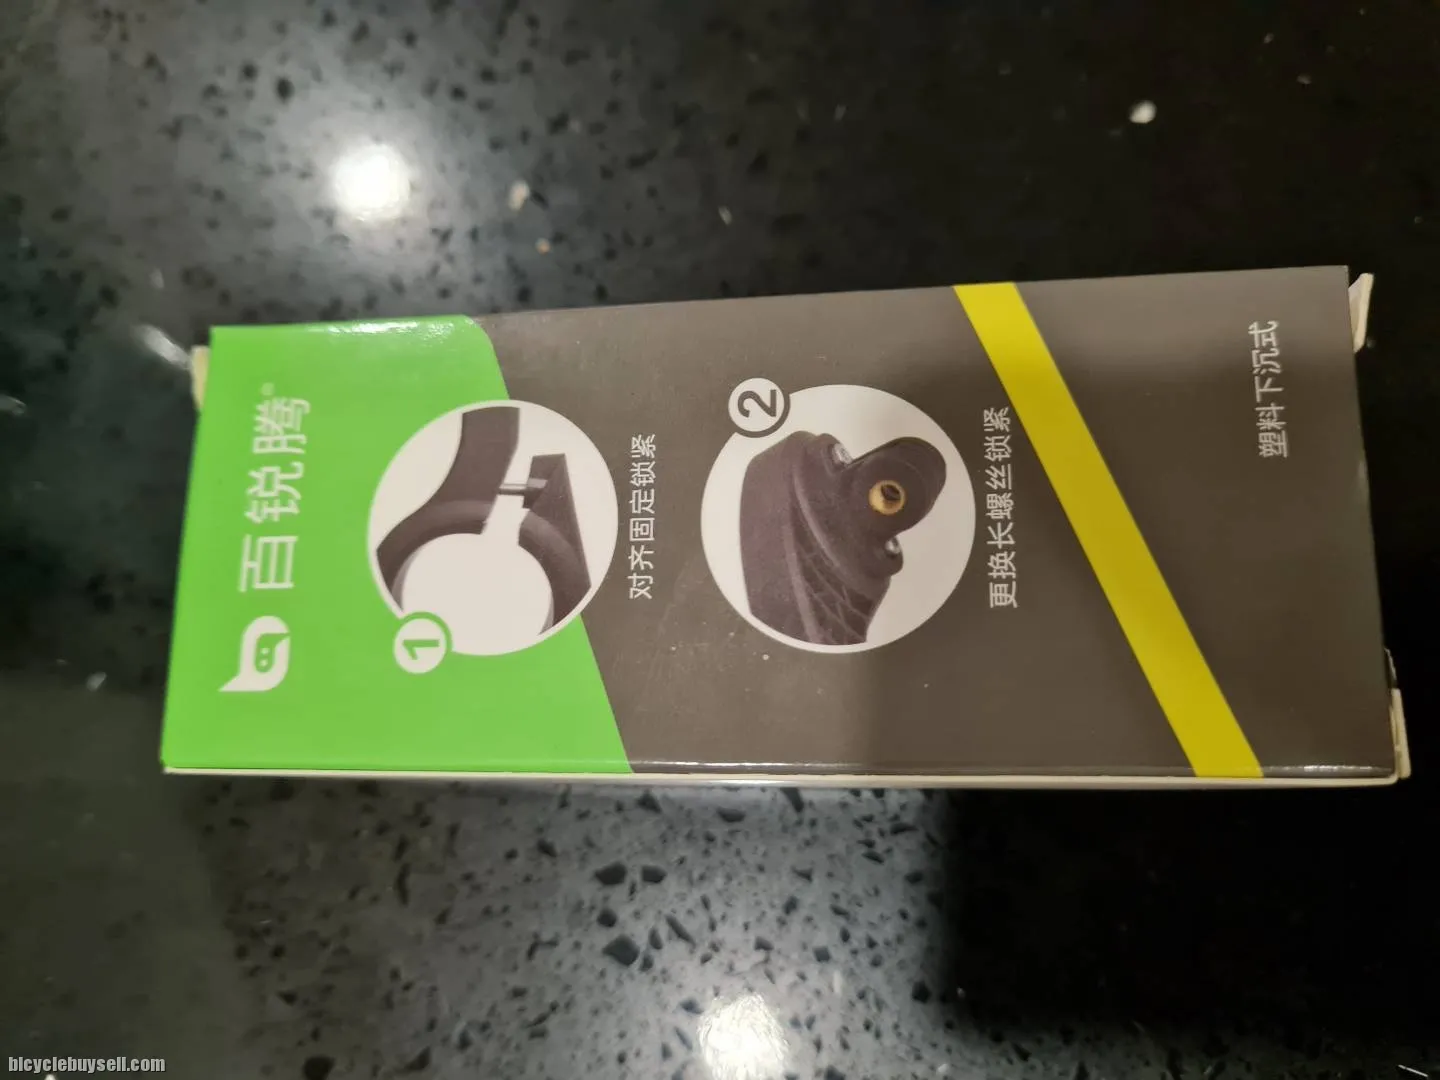 百锐腾®
1
对齐固定锁紧
2
更换长螺丝锁紧
塑料下沉式
bicyclebuysell.com